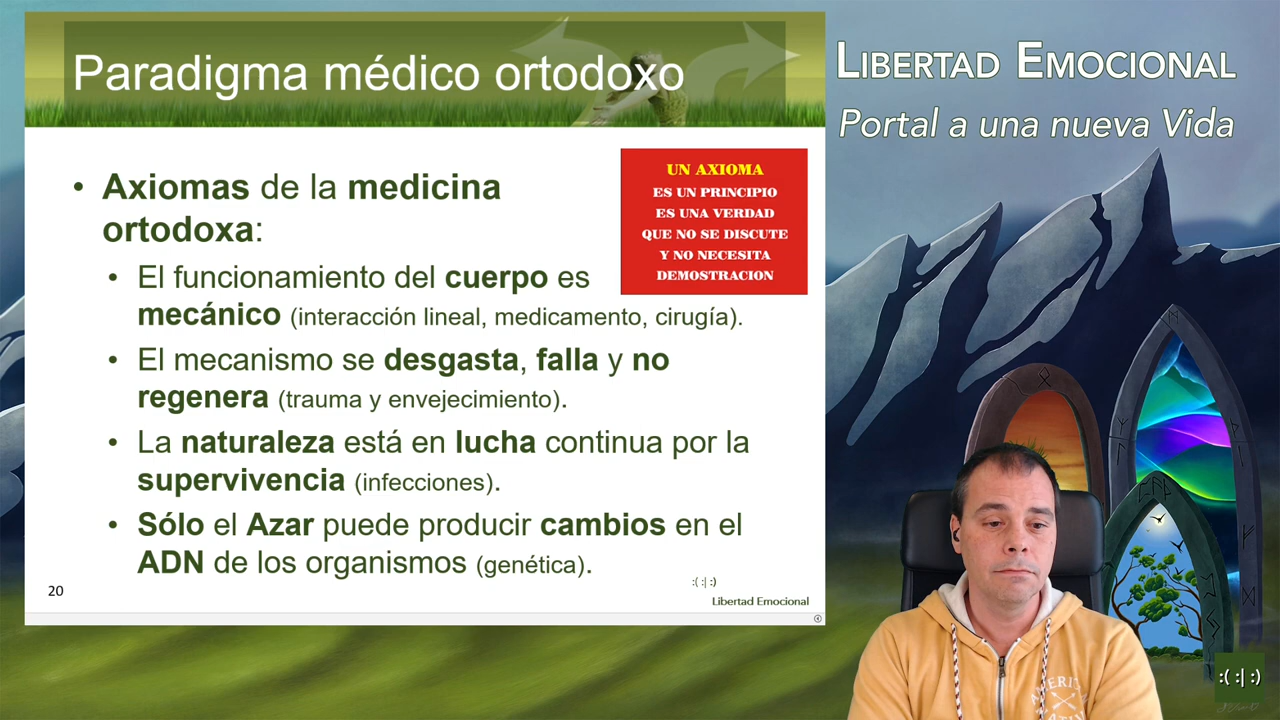 Paradigma médico ortodoxo
LIBERTAD EMOCIONAL
Portal a una nueva Vida
• Axiomas de la medicina
ortodoxa:
UN AXIOMA
ES UN PRINCIPIO
ES UNA VERDAD
QUE NO SE DISCUTE
Y NO NECESITA
DEMOSTRACION
• El funcionamiento del cuerpo es
mecánico (interacción lineal, medicamento, cirugía).
• El mecanismo se desgasta, falla y no
regenera (trauma y envejecimiento).
• La naturaleza está en lucha continua por la
supervivencia (infecciones).
• Sólo el Azar puede producir cambios en el
ADN de los organismos (genética).
20
:( :| :)
Libertad Emocional
:( :| :)